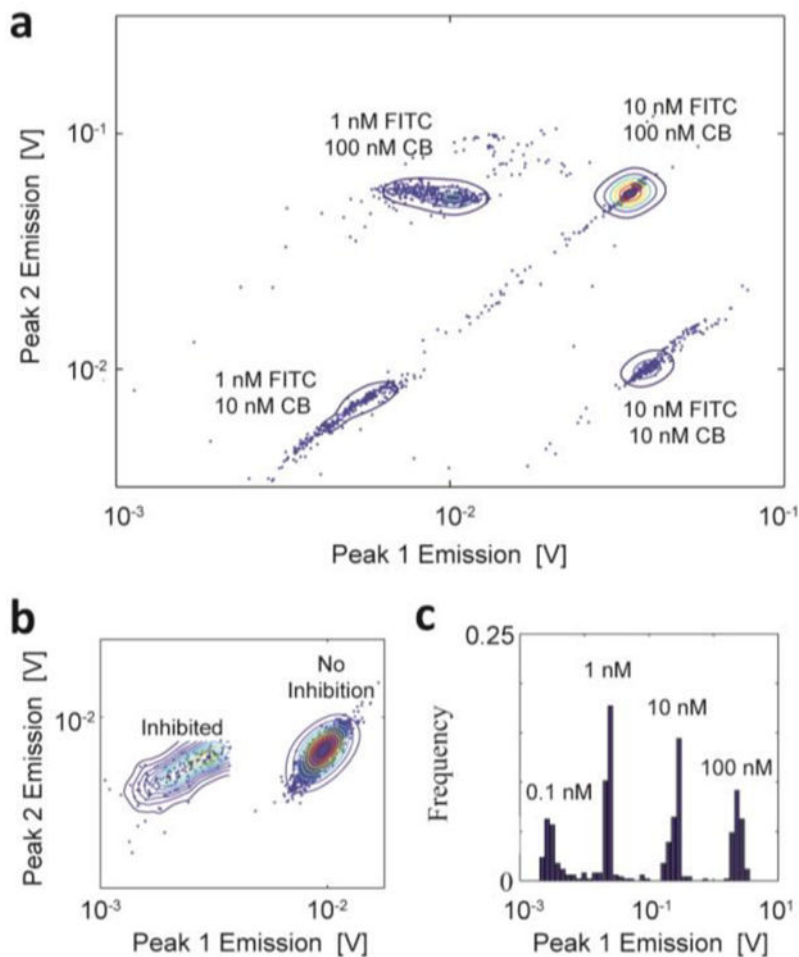 a
10-1
10-2
Peak 2 Emission [V]
1 nM FITC
100 nM CB
10 nM FITC
100 nM CB
1 nM FITC
10 nM CB
10 nM FITC
10 nM CB
10-3
10-2
10-1
Peak 1 Emission [V]
b
10-2
Peak 2 Emission [V]
Inhibited
No
Inhibition
10-3
10-2
Peak 1 Emission [V]
c
0.25
0
Frequency
0.1 nM
1 nM
10 nM
100 nM
10-3
10-1
101
Peak 1 Emission [V]